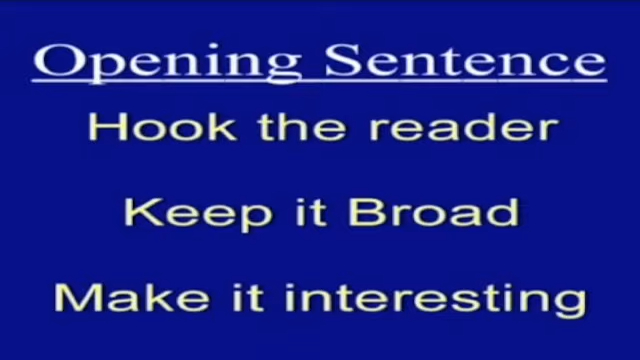 Opening Sentence
Hook the reader
Keep it Broad
Make it interesting